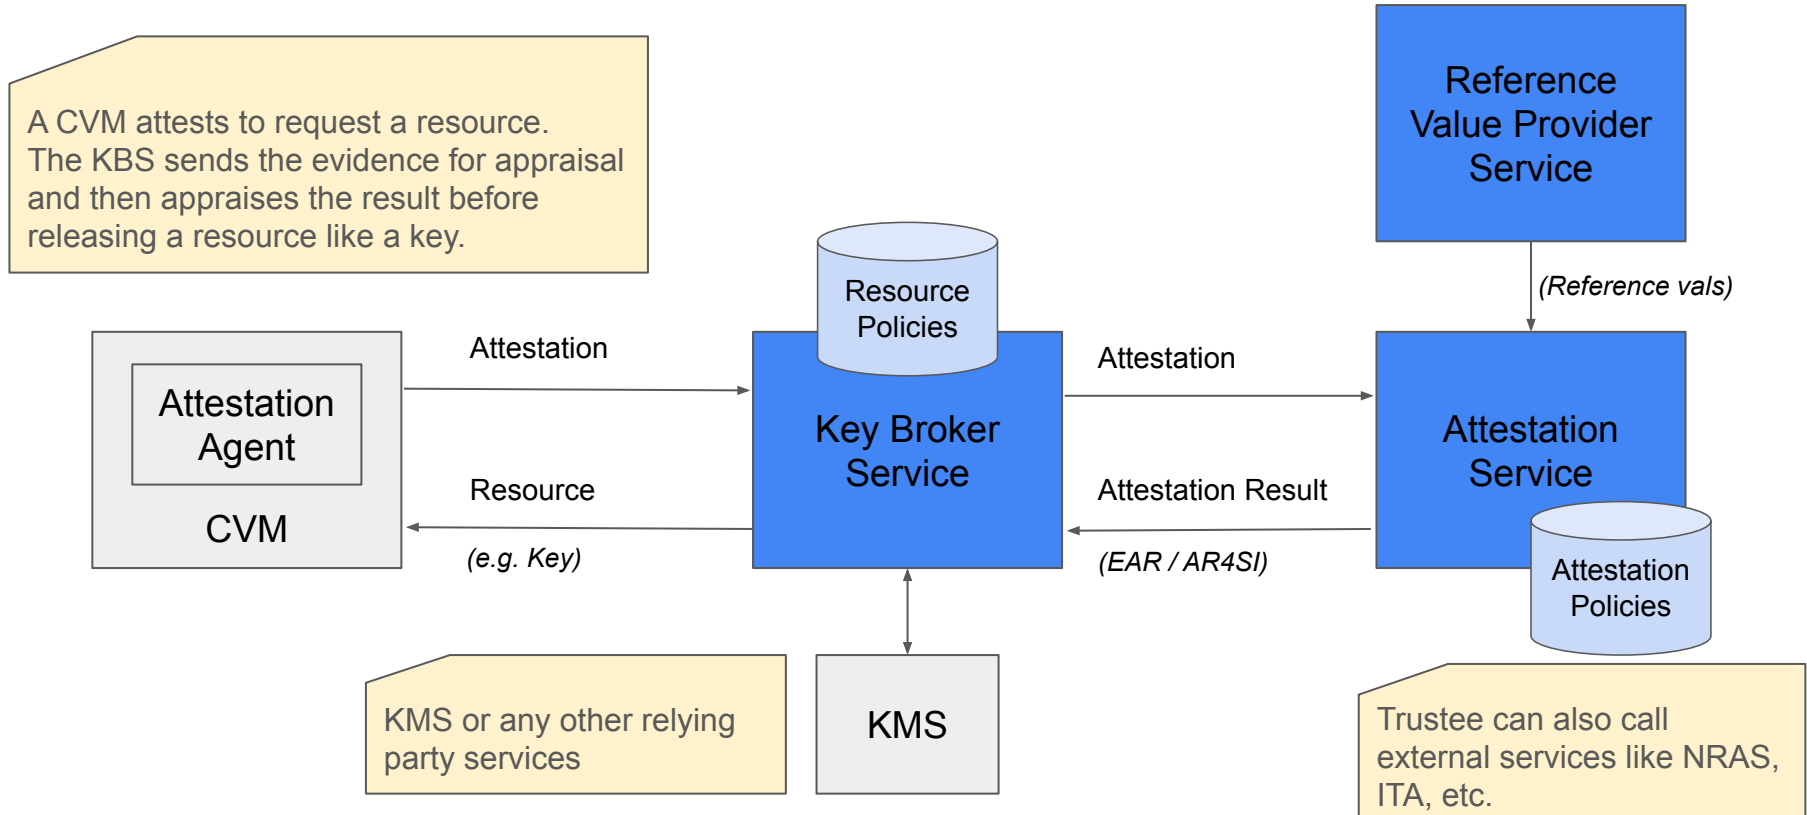 A CVM attests to request a resource.
The KBS sends the evidence for appraisal
and then appraises the result before
releasing a resource like a key.
Reference
Value Provider
Service
(Reference vals)
Resource
Policies
Attestation
Attestation
Attestation
Agent
CVM
Key Broker
Service
Attestation
Service
Resource
(e.g. Key)
Attestation Result
(EAR / AR4SI)
Attestation
Policies
KMS or any other relying
party services
KMS
Trustee can also call
external services like NRAS,
ITA, etc.